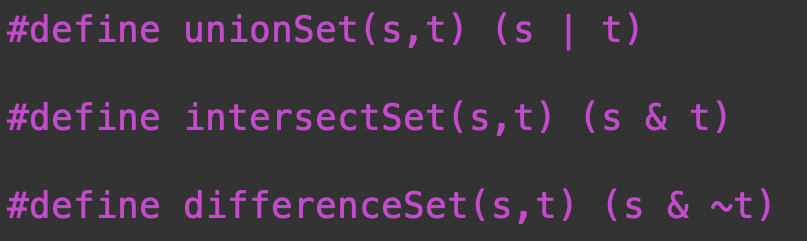 #define unionSet(s,t) (s | t)
#define intersectSet(s,t) (s & t)
#define differenceSet(s,t) (s & ~t)